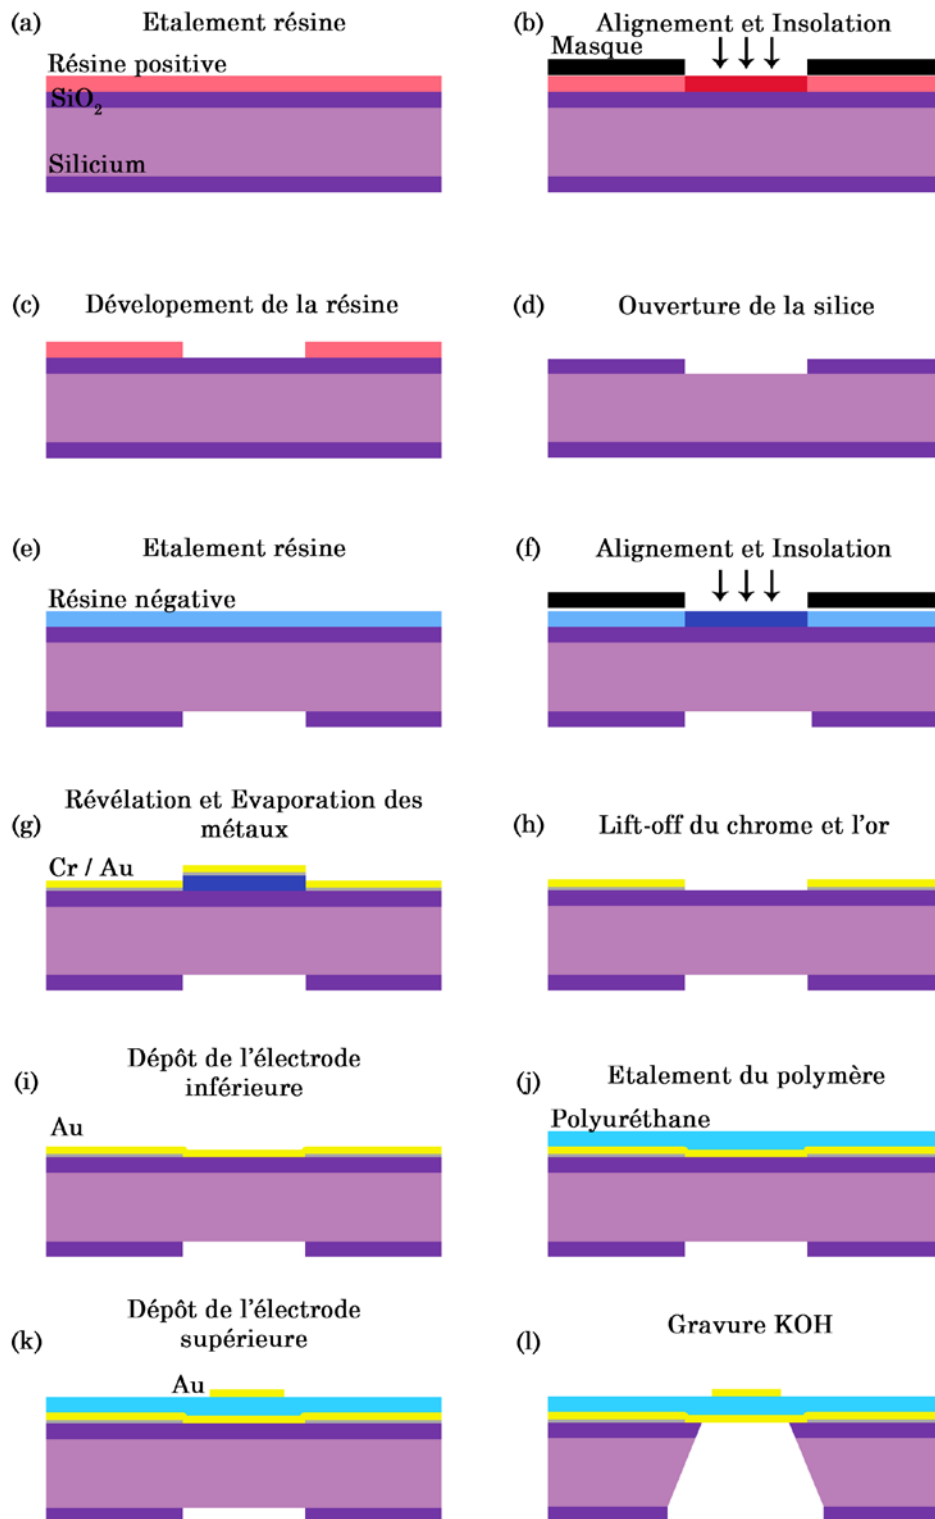 (a) Etalement résine
Résine positive
SiO₂
Silicium
(b) Alignement et Insolation
Masque
(c) Dévelopement de la résine
(d) Ouverture de la silice
(e) Etalement résine
Résine négative
(f) Alignement et Insolation
(g) Révélation et Evaporation des
métaux
Cr / Au
(h) Lift-off du chrome et l'or
(i) Dépôt de l'électrode
inférieure
Au
(j) Etalement du polymère
Polyuréthane
(k) Dépôt de l'électrode
supérieure
Au
(l) Gravure KOH